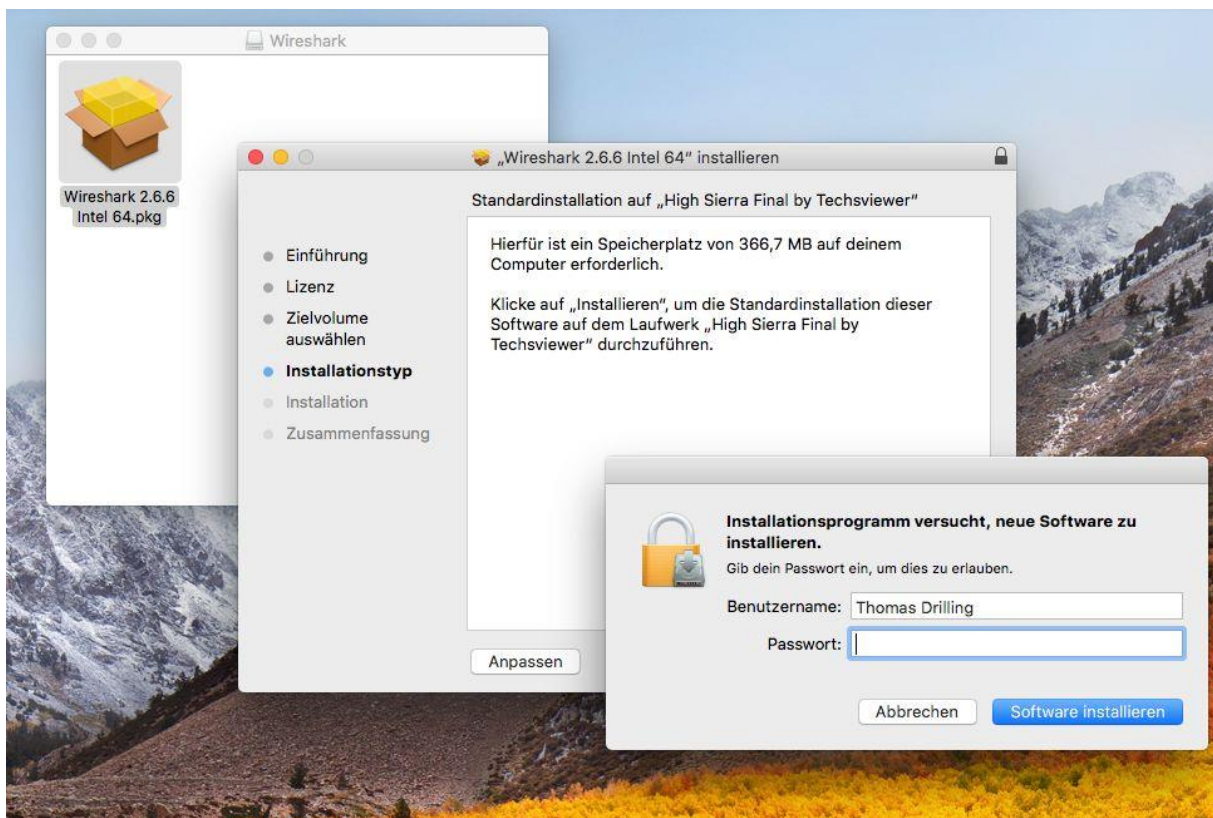 Wireshark
Wireshark 2.6.6
Intel 64.pkg
„Wireshark 2.6.6 Intel 64" installieren
Standardinstallation auf „High Sierra Final by Techsviewer"
Einführung
Lizenz
Zielvolume
auswählen
Installationstyp
Installation
Zusammenfassung
Hierfür ist ein Speicherplatz von 366,7 MB auf deinem
Computer erforderlich.
Klicke auf „Installieren", um die Standardinstallation dieser
Software auf dem Laufwerk „High Sierra Final by
Techsviewer" durchzuführen.
Anpassen
Installationsprogramm versucht, neue Software zu
installieren.
Gib dein Passwort ein, um dies zu erlauben.
Benutzername: Thomas Drilling
Passwort:
Abbrechen
Software installieren